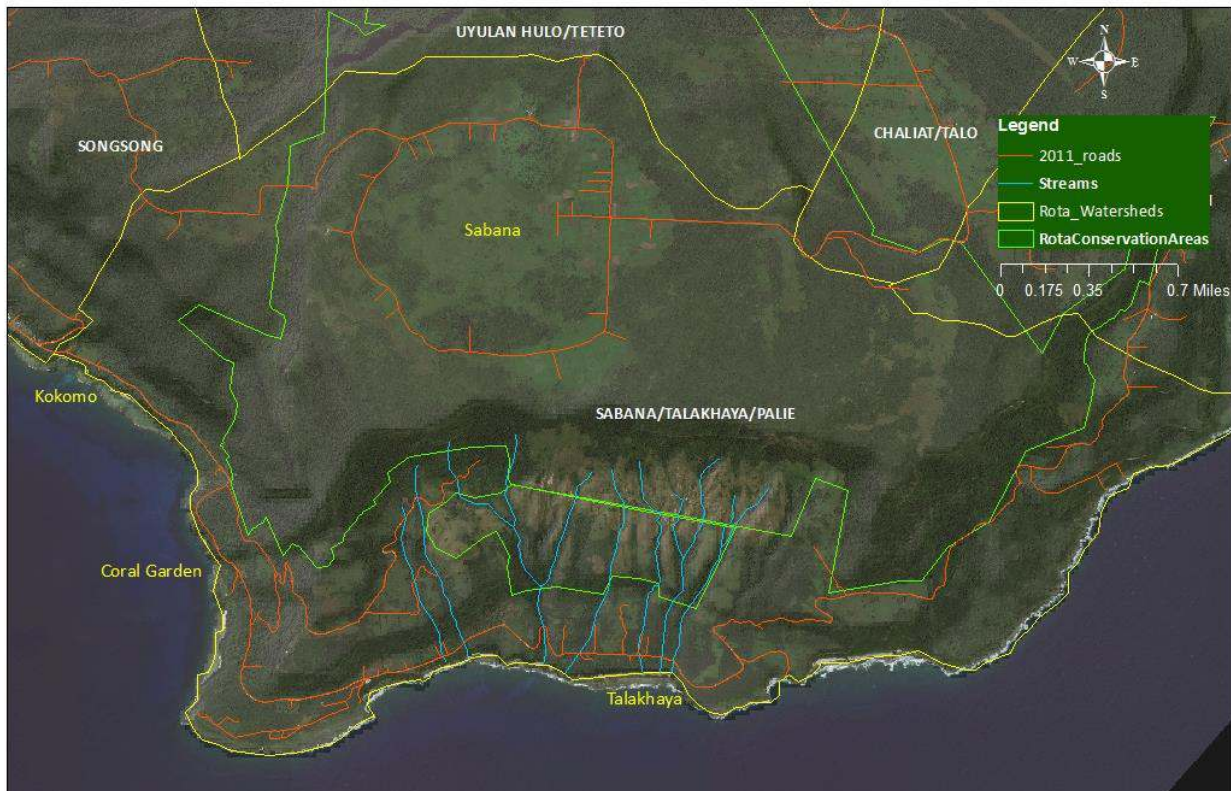 UYULAN HULO/TETETO
N
W E
S
SONGSONG
CHALIAT/TALO
Legend
2011_roads
Streams
Rota_Watersheds
RotaConservationAreas
0 0.175 0.35 0.7 Miles
Sabana
Kokomo
SABANA/TALAKHAYA/PALIE
Coral Garden
Talakhaya